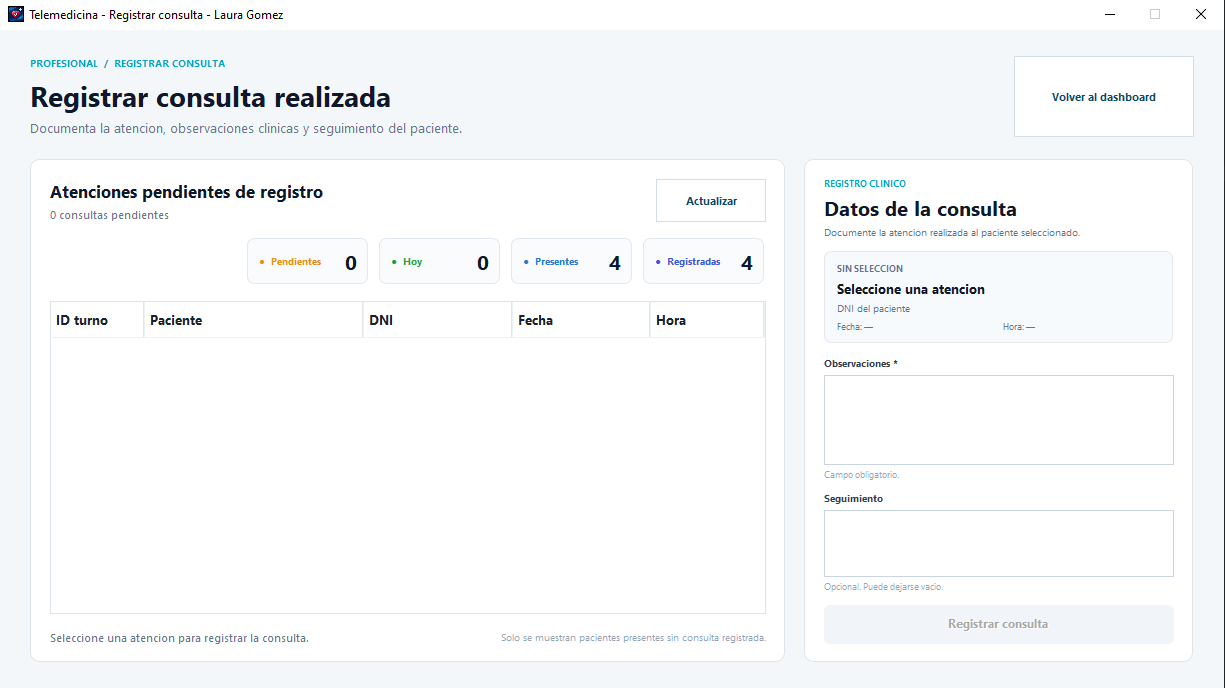 Telemedicina - Registrar consulta - Laura Gomez
PROFESIONAL / REGISTRAR CONSULTA
Registrar consulta realizada
Documenta la atencion, observaciones clinicas y seguimiento del paciente.
Volver al dashboard
Atenciones pendientes de registro
0 consultas pendientes
Actualizar
• Pendientes 0
• Hoy 0
• Presentes 4
• Registradas 4
ID turno Paciente DNI Fecha Hora
Seleccione una atencion para registrar la consulta.
Solo se muestran pacientes presentes sin consulta registrada.
REGISTRO CLINICO
Datos de la consulta
Documente la atencion realizada al paciente seleccionado.
SIN SELECCION
Seleccione una atencion
DNI del paciente
Fecha: — Hora: —
Observaciones *
Campo obligatorio.
Seguimiento
Opcional. Puede dejarse vacio.
Registrar consulta